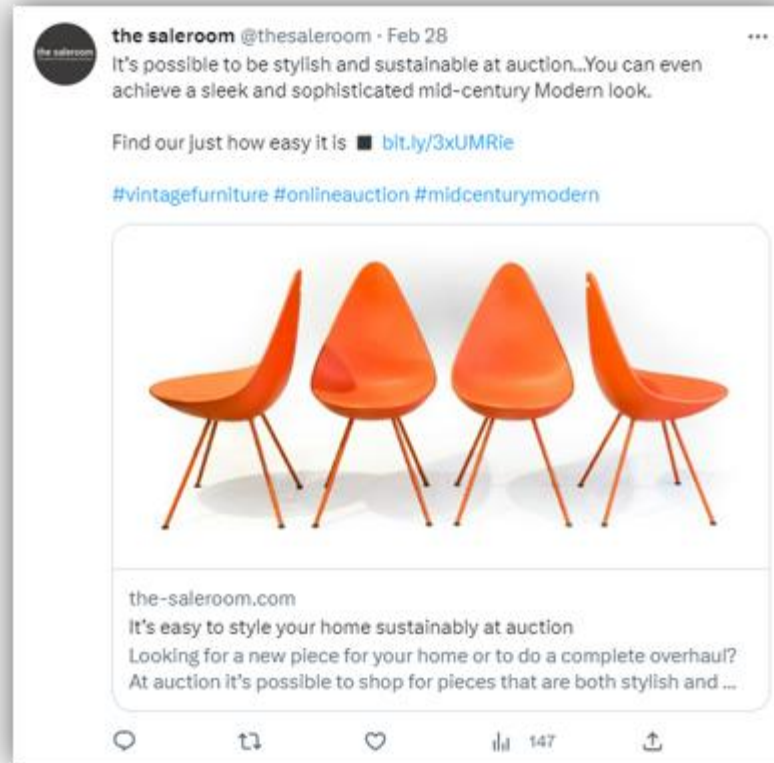 the saleroom
the saleroom @thesaleroom · Feb 28
It's possible to be stylish and sustainable at auction...You can even
achieve a sleek and sophisticated mid-century Modern look.
Find our just how easy it is ■ bit.ly/3xUMRie
#vintagefurniture #onlineauction #midcenturymodern
the-saleroom.com
It's easy to style your home sustainably at auction
Looking for a new piece for your home or to do a complete overhaul?
At auction it's possible to shop for pieces that are both stylish and ...
147